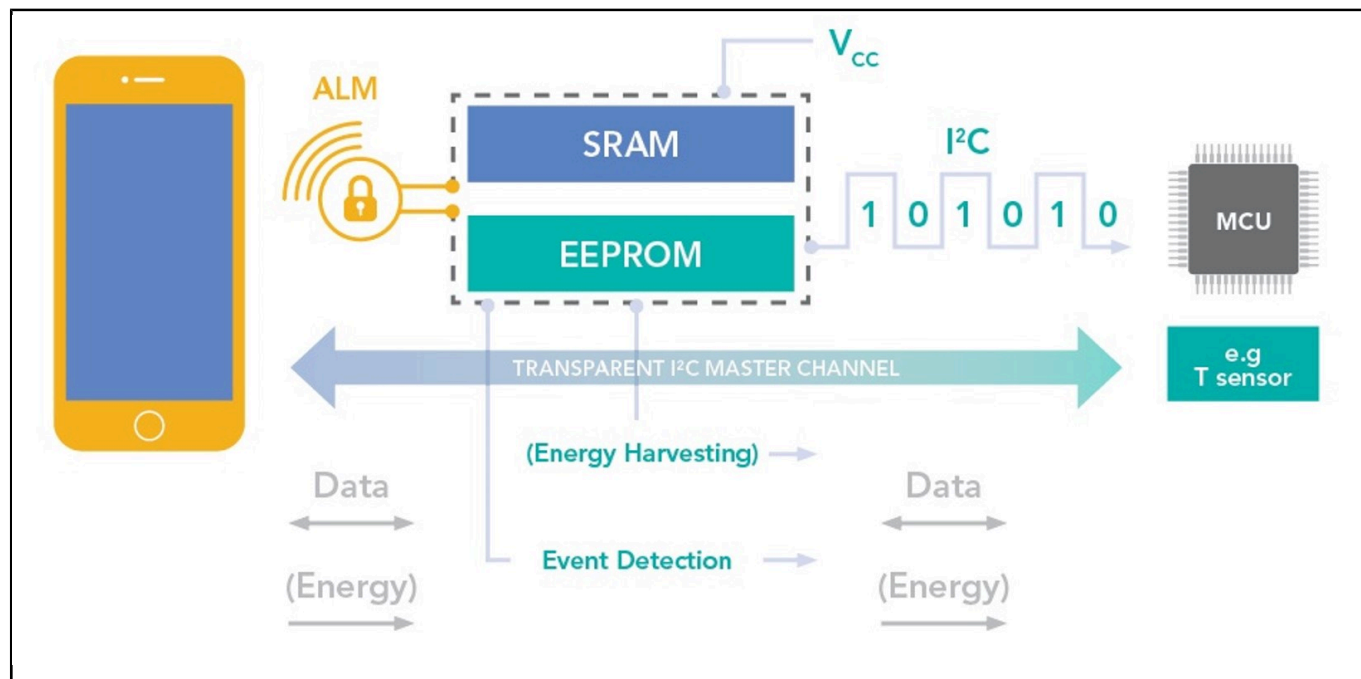 ALM
V_CC
SRAM
I²C
1 0 1 0 1 0
MCU
EEPROM
TRANSPARENT I²C MASTER CHANNEL
e.g
T sensor
(Energy Harvesting)
Data
Data
Event Detection
(Energy)
(Energy)